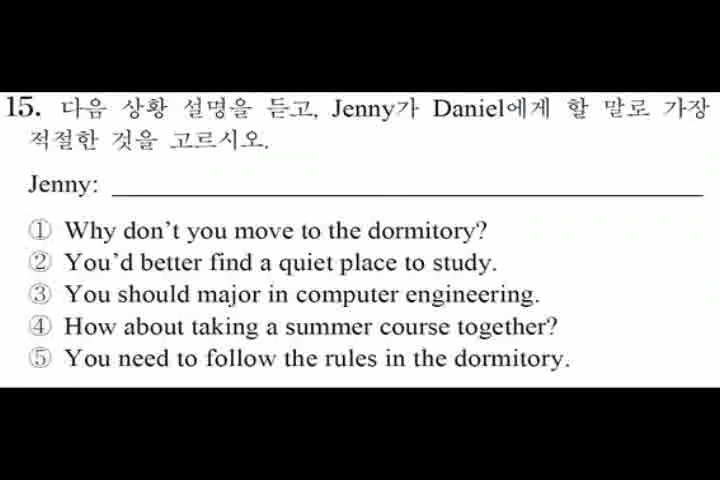 15. 다음 상황 설명을 듣고, Jenny가 Daniel에게 할 말로 가장
적절한 것을 고르시오.
Jenny:
① Why don't you move to the dormitory?
② You'd better find a quiet place to study.
③ You should major in computer engineering.
④ How about taking a summer course together?
⑤ You need to follow the rules in the dormitory.